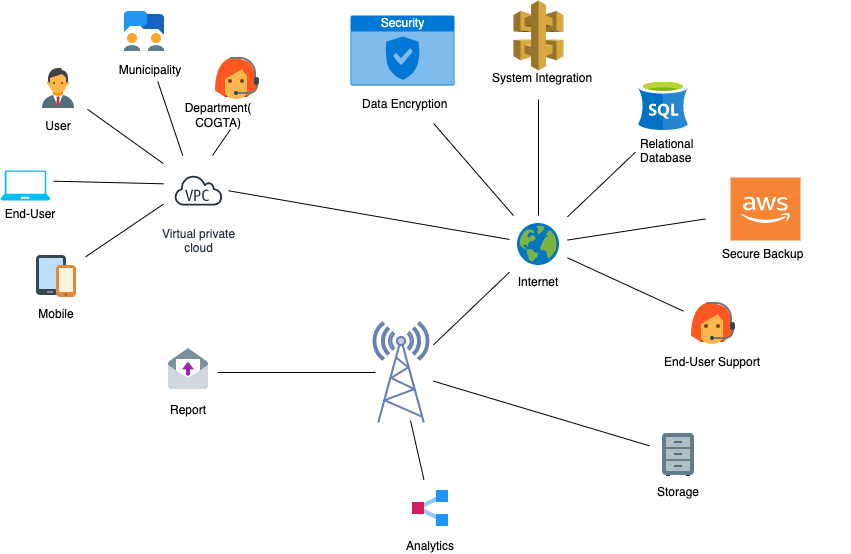 Security
Data Encryption
System Integration
Municipality
Department(
COGTA)
User
SQL
Relational
Database
End-User
VPC
Virtual private
cloud
aws
Secure Backup
Internet
Mobile
End-User Support
Report
Storage
Analytics